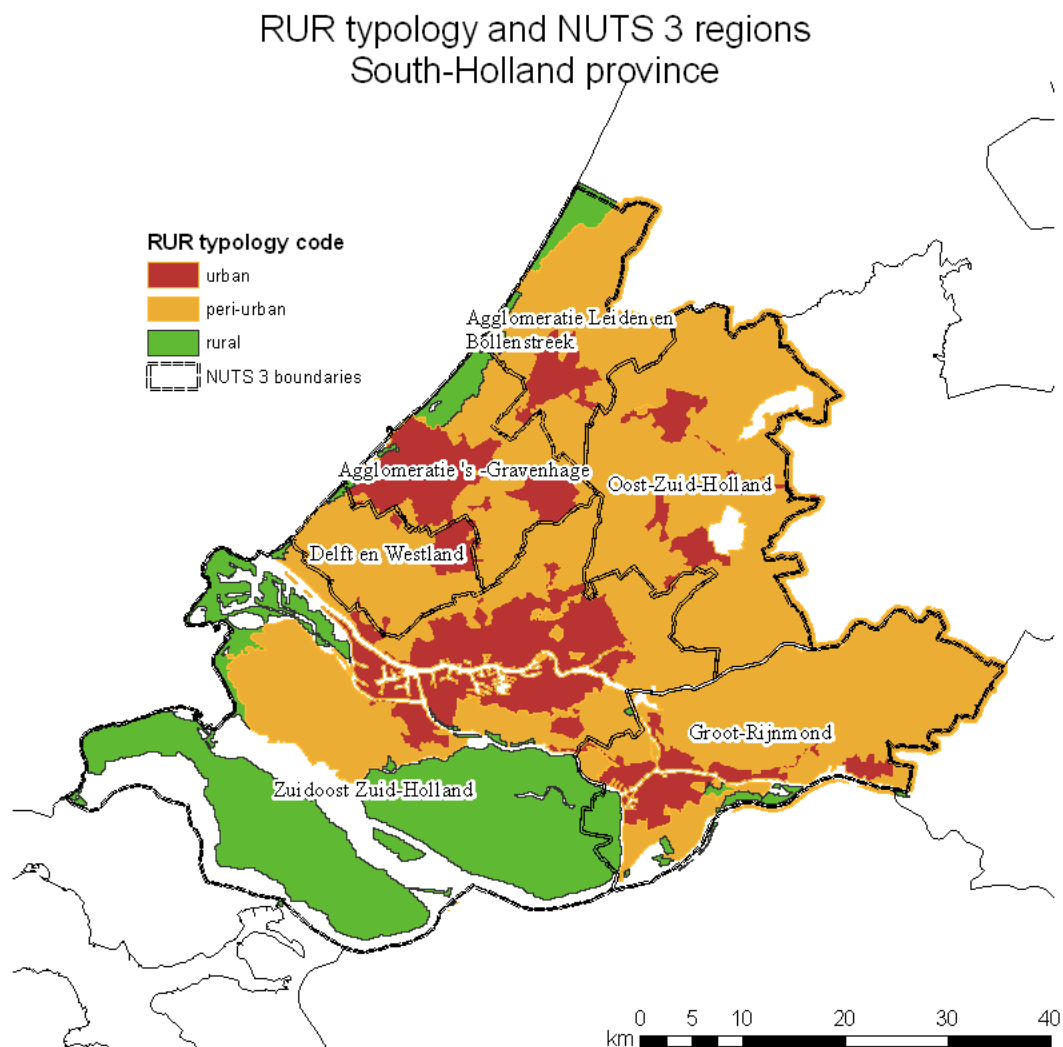 RUR typology and NUTS 3 regions
South-Holland province
RUR typology code
urban
peri-urban
rural
NUTS 3 boundaries
Agglomeratie Leiden en
Bollenstreek
Agglomeratie 's -Gravenhage
Oost-Zuid-Holland
Delft en Westland
Groot-Rijnmond
Zuidoost Zuid-Holland
0 5 10 20 30 40
km